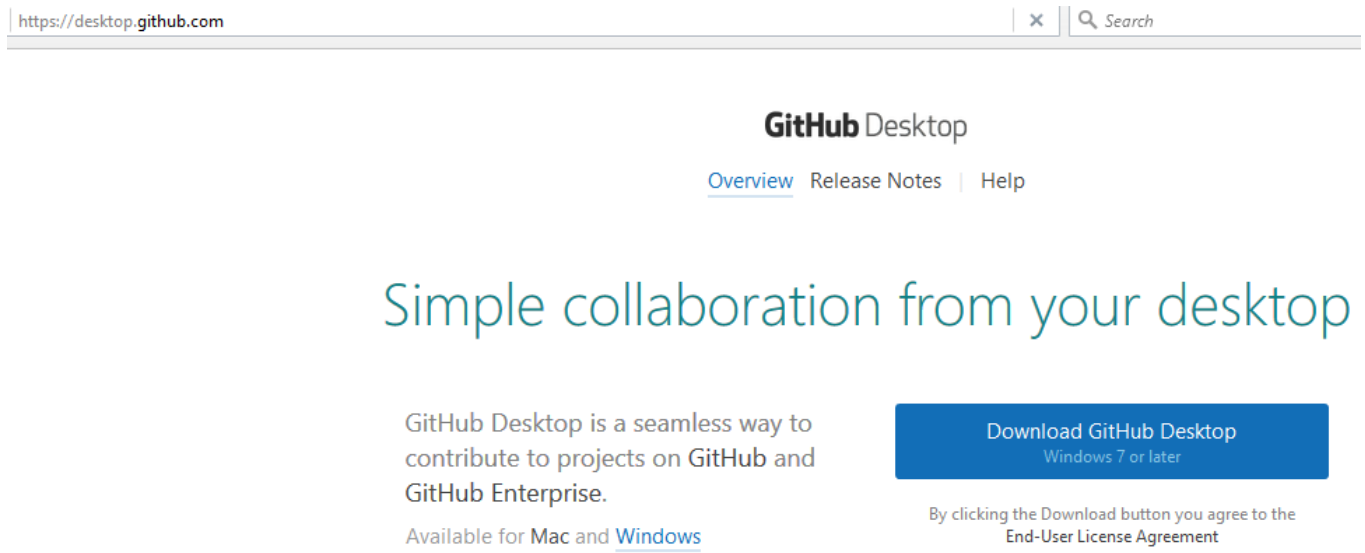 https://desktop.github.com
Search
GitHub Desktop
Overview Release Notes Help
Simple collaboration from your desktop
GitHub Desktop is a seamless way to
contribute to projects on GitHub and
GitHub Enterprise.
Available for Mac and Windows
Download GitHub Desktop
Windows 7 or later
By clicking the Download button you agree to the
End-User License Agreement